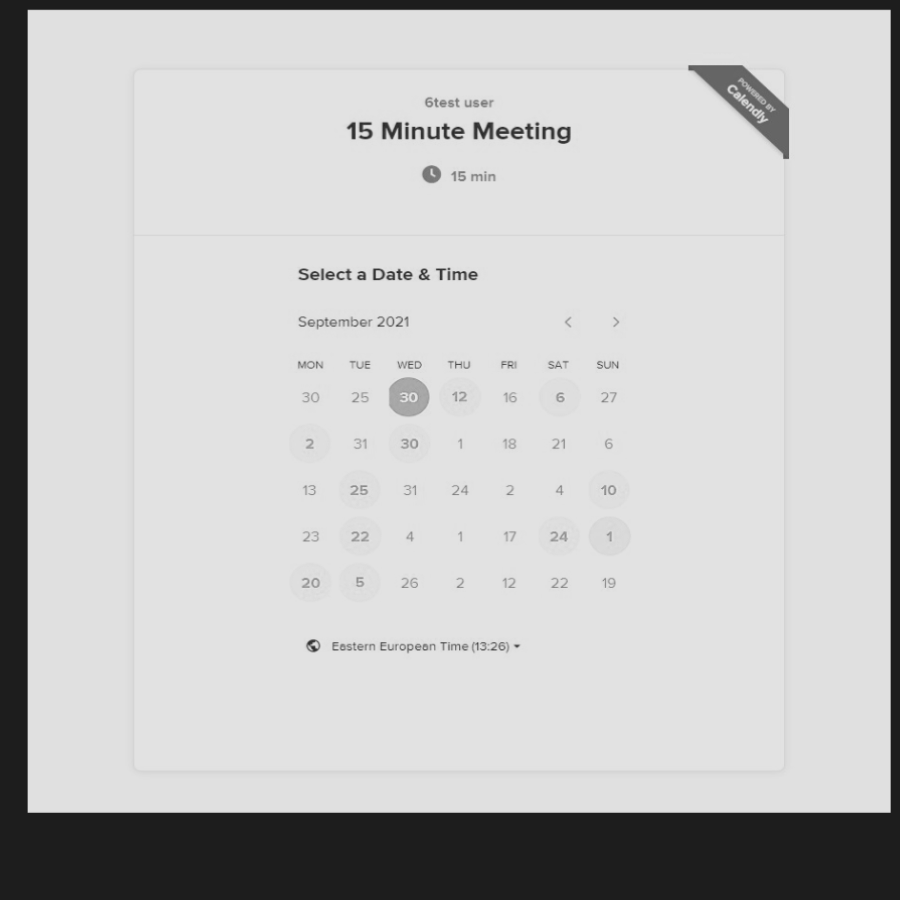 POWERED BY
Calendly
6test user
15 Minute Meeting
15 min
Select a Date & Time
September 2021
MON TUE WED THU FRI SAT SUN
30 25 30 12 16 6 27
2 31 30 1 18 21 6
13 25 31 24 2 4 10
23 22 4 1 17 24 1
20 5 26 2 12 22 19
Eastern European Time (13:26)